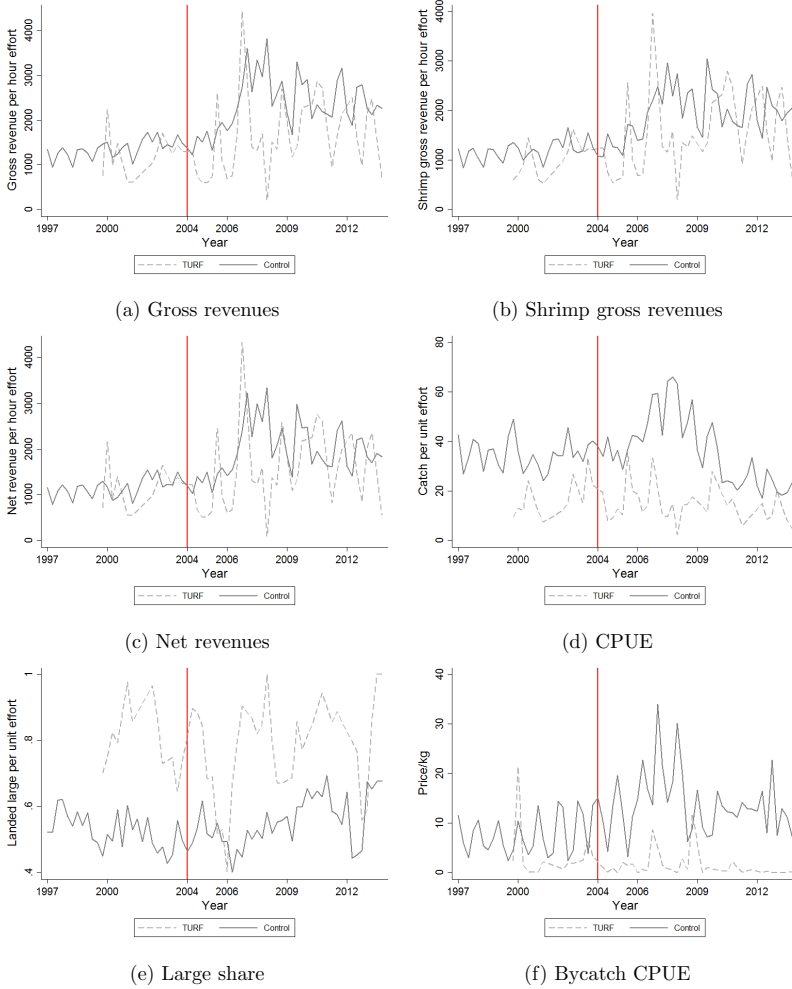 Gross revenue per hour effort
4000
3000
2000
1000
0
1997 2000 2004 2006 2009 2012
Year
TURF Control
(a) Gross revenues
Shrimp gross revenue per hour effort
4000
3000
2000
1000
0
1997 2000 2004 2006 2009 2012
Year
TURF Control
(b) Shrimp gross revenues
Net revenue per hour effort
4000
3000
2000
1000
0
1997 2000 2004 2006 2009 2012
Year
TURF Control
(c) Net revenues
Catch per unit effort
80
60
40
20
0
1997 2000 2004 2006 2009 2012
Year
TURF Control
(d) CPUE
Landed large per unit effort
1
.8
.6
.4
1997 2000 2004 2006 2009 2012
Year
TURF Control
(e) Large share
Price/kg
40
30
20
10
0
1997 2000 2004 2006 2009 2012
Year
TURF Control
(f) Bycatch CPUE